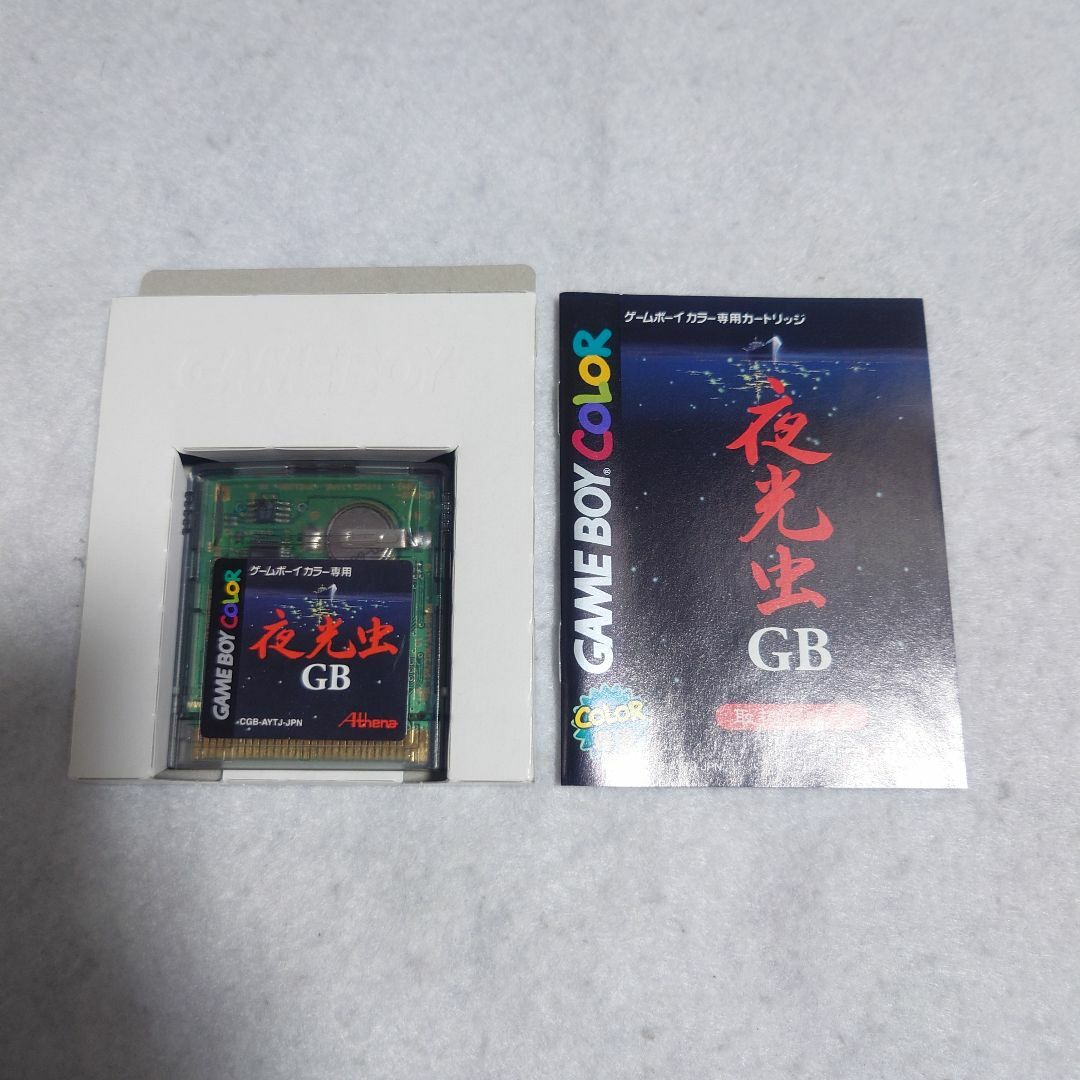 GAME BOY
ゲームボーイ カラー専用
GAME BOY COLOR
夜光虫
GB
CGB-AYTJ-JPN
Athena
ゲームボーイ カラー専用カートリッジ
GAME BOY® COLOR
夜光虫
GB
COLOR